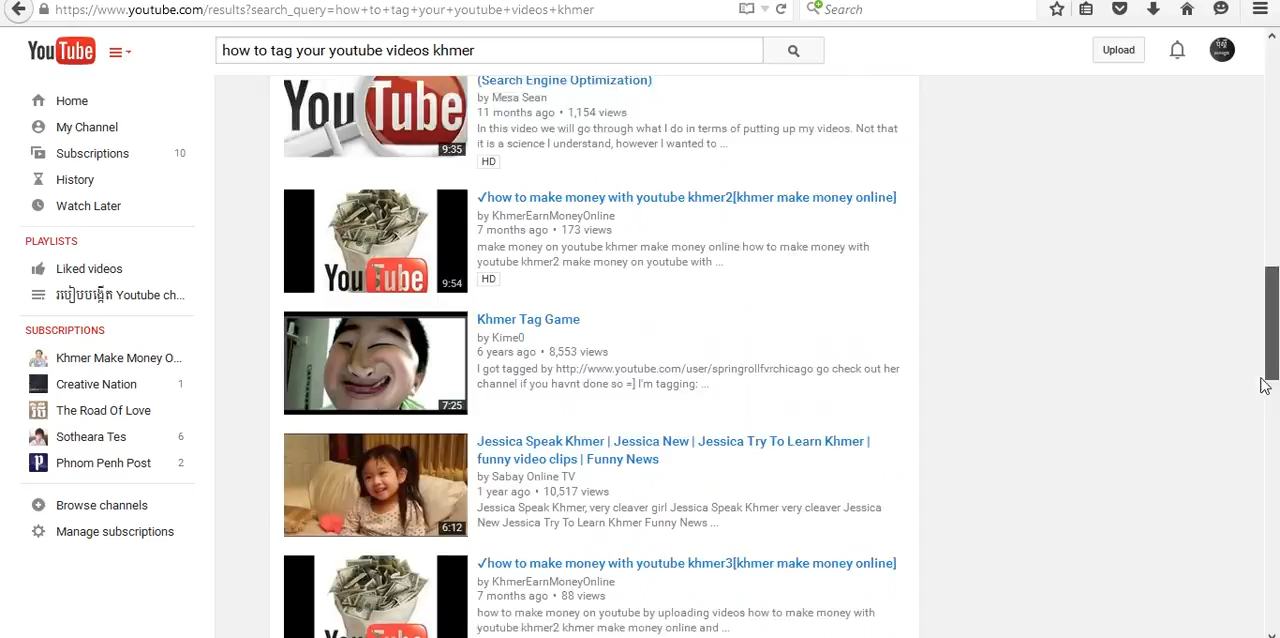 https://www.youtube.com/results?search_query=how+to+tag+your+youtube+videos+khmer
Search
YouTube
how to tag your youtube videos khmer
Upload
Home
My Channel
Subscriptions 10
History
Watch Later
PLAYLISTS
Liked videos
របៀបបង្កើត Youtube ch...
SUBSCRIPTIONS
Khmer Make Money O...
Creative Nation 1
The Road Of Love
Sotheara Tes 6
Phnom Penh Post 2
Browse channels
Manage subscriptions
YouTube
9:35
(Search Engine Optimization)
by Mesa Sean
11 months ago • 1,154 views
In this video we will go through what I do in terms of putting up my videos. Not that
it is a science I understand, however I wanted to ...
HD
YouTube
9:54
✓how to make money with youtube khmer2[khmer make money online]
by KhmerEarnMoneyOnline
7 months ago • 173 views
make money on youtube khmer make money online how to make money with
youtube khmer2 make money on youtube with ...
HD
7:25
Khmer Tag Game
by Kime0
6 years ago • 8,553 views
I got tagged by http://www.youtube.com/user/springrollfvrchicago go check out her
channel if you havnt done so =] I'm tagging: ...
6:12
Jessica Speak Khmer | Jessica New | Jessica Try To Learn Khmer |
funny video clips | Funny News
by Sabay Online TV
1 year ago • 10,517 views
Jessica Speak Khmer, very cleaver girl Jessica Speak Khmer very cleaver Jessica
New Jessica Try To Learn Khmer Funny News ...
✓how to make money with youtube khmer3[khmer make money online]
by KhmerEarnMoneyOnline
7 months ago • 88 views
how to make money on youtube by uploading videos how to make money with
youtube khmer2 khmer make money online and ...